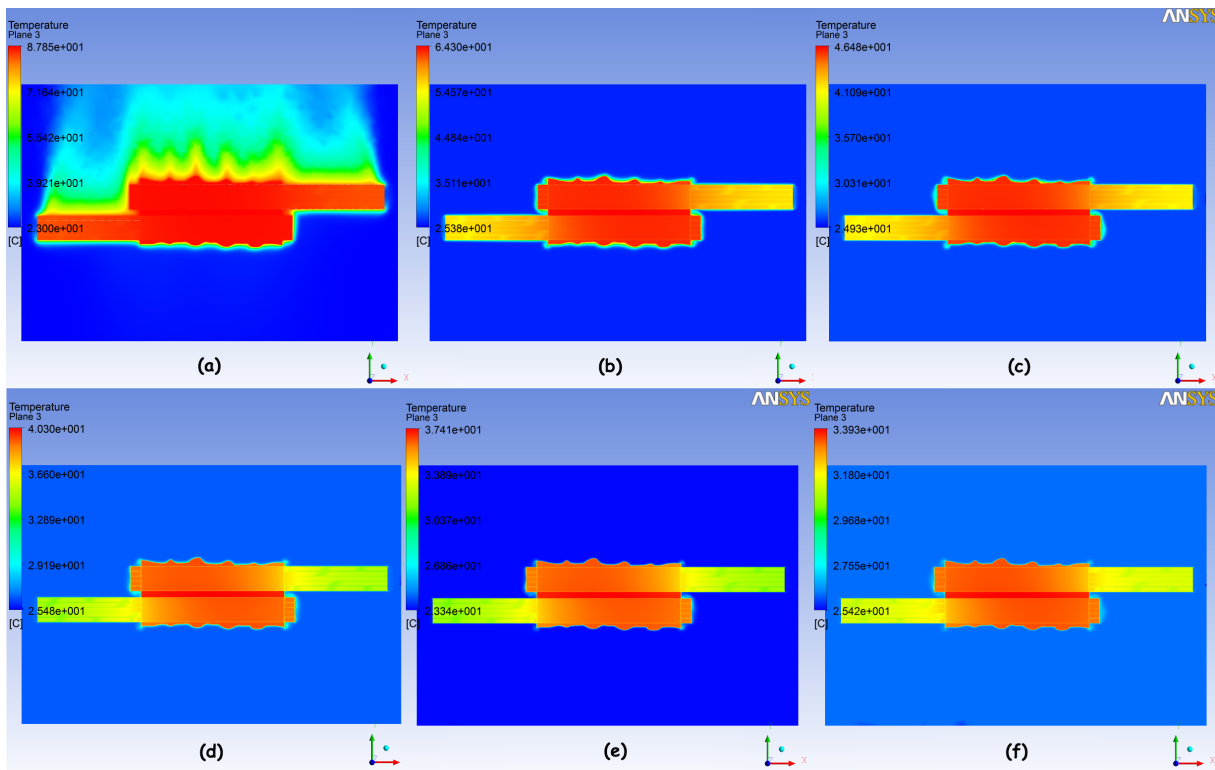 Temperature
Plane 3
8.785e+001
7.164e+001
5.542e+001
3.921e+001
2.300e+001
[C]
(a)
X
Temperature
Plane 3
6.430e+001
5.457e+001
4.484e+001
3.511e+001
2.538e+001
[C]
(b)
ANSYS
Temperature
Plane 3
4.648e+001
4.109e+001
3.570e+001
3.031e+001
2.493e+001
[C]
(c)
X
Temperature
Plane 3
4.030e+001
3.660e+001
3.289e+001
2.919e+001
2.548e+001
[C]
(d)
ANSYS
Temperature
Plane 3
3.741e+001
3.389e+001
3.037e+001
2.686e+001
2.334e+001
[C]
(e)
X
ANSYS
Temperature
Plane 3
3.393e+001
3.180e+001
2.968e+001
2.755e+001
2.542e+001
[C]
(f)
X